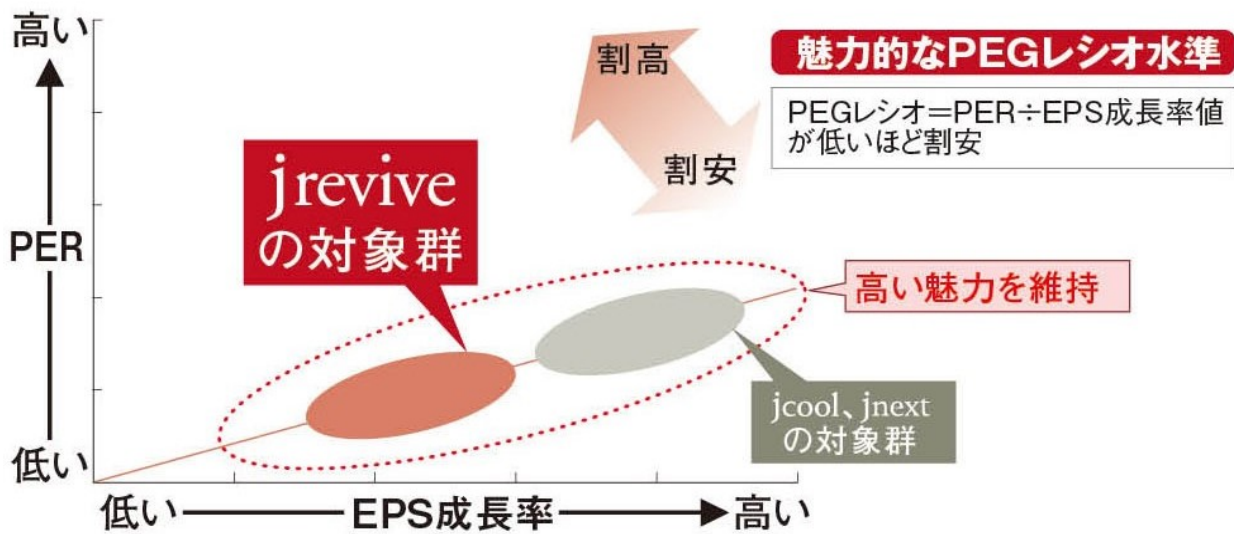 高い
PER
低い
低い
EPS成長率
高い
割高
割安
魅力的なPEGレシオ水準
PEGレシオ＝PER÷EPS成長率値
が低いほど割安
jrevive
の対象群
高い魅力を維持
jcool、jnext
の対象群